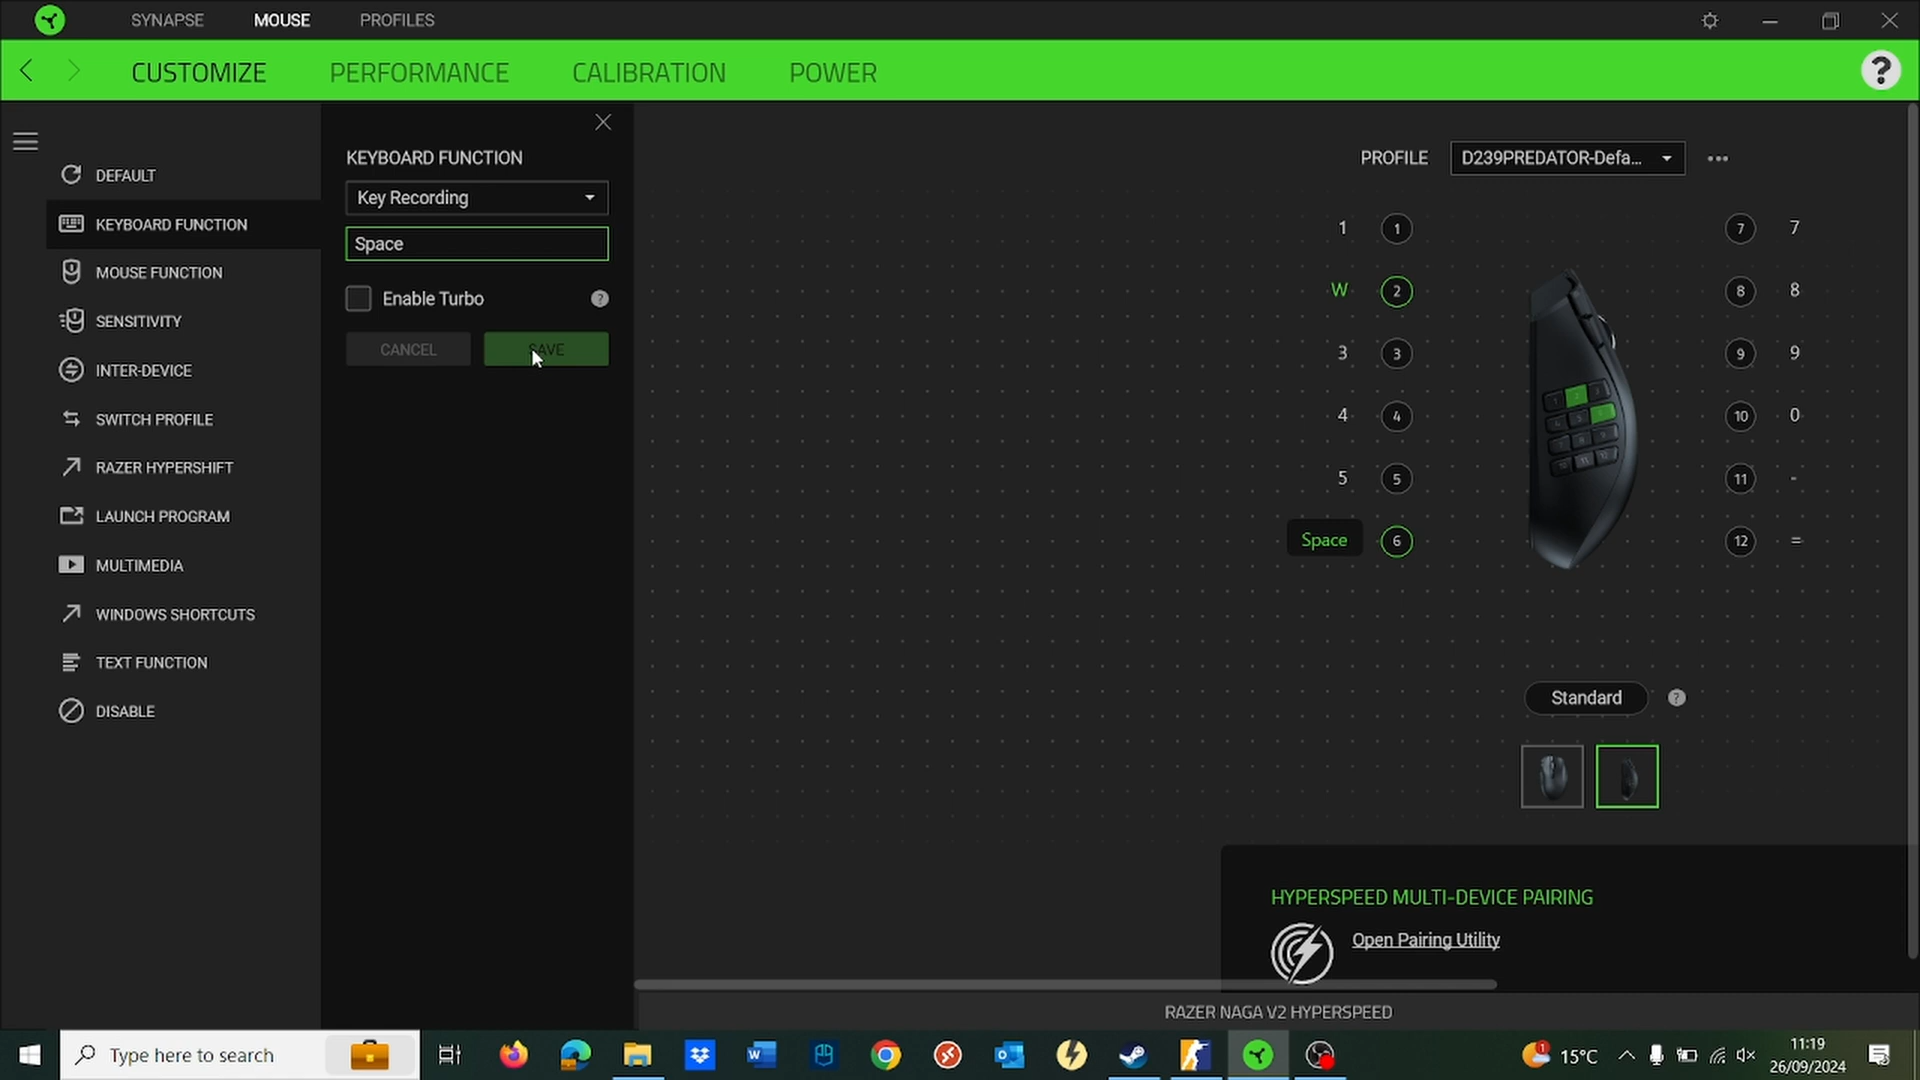 SYNAPSE MOUSE PROFILES
CUSTOMIZE PERFORMANCE CALIBRATION POWER ?
DEFAULT
KEYBOARD FUNCTION
MOUSE FUNCTION
SENSITIVITY
INTER-DEVICE
SWITCH PROFILE
RAZER HYPERSHIFT
LAUNCH PROGRAM
MULTIMEDIA
WINDOWS SHORTCUTS
TEXT FUNCTION
DISABLE
KEYBOARD FUNCTION
Key Recording
Space
Enable Turbo ?
CANCEL SAVE
PROFILE D239PREDATOR-Defa...
1 1 7 7
W 2 8 8
3 3 9 9
4 4 10 0
5 5 11 -
Space 6 12 =
Standard ?
HYPERSPEED MULTI-DEVICE PAIRING
Open Pairing Utility
RAZER NAGA V2 HYPERSPEED
Type here to search
1 15°C
11:19
26/09/2024